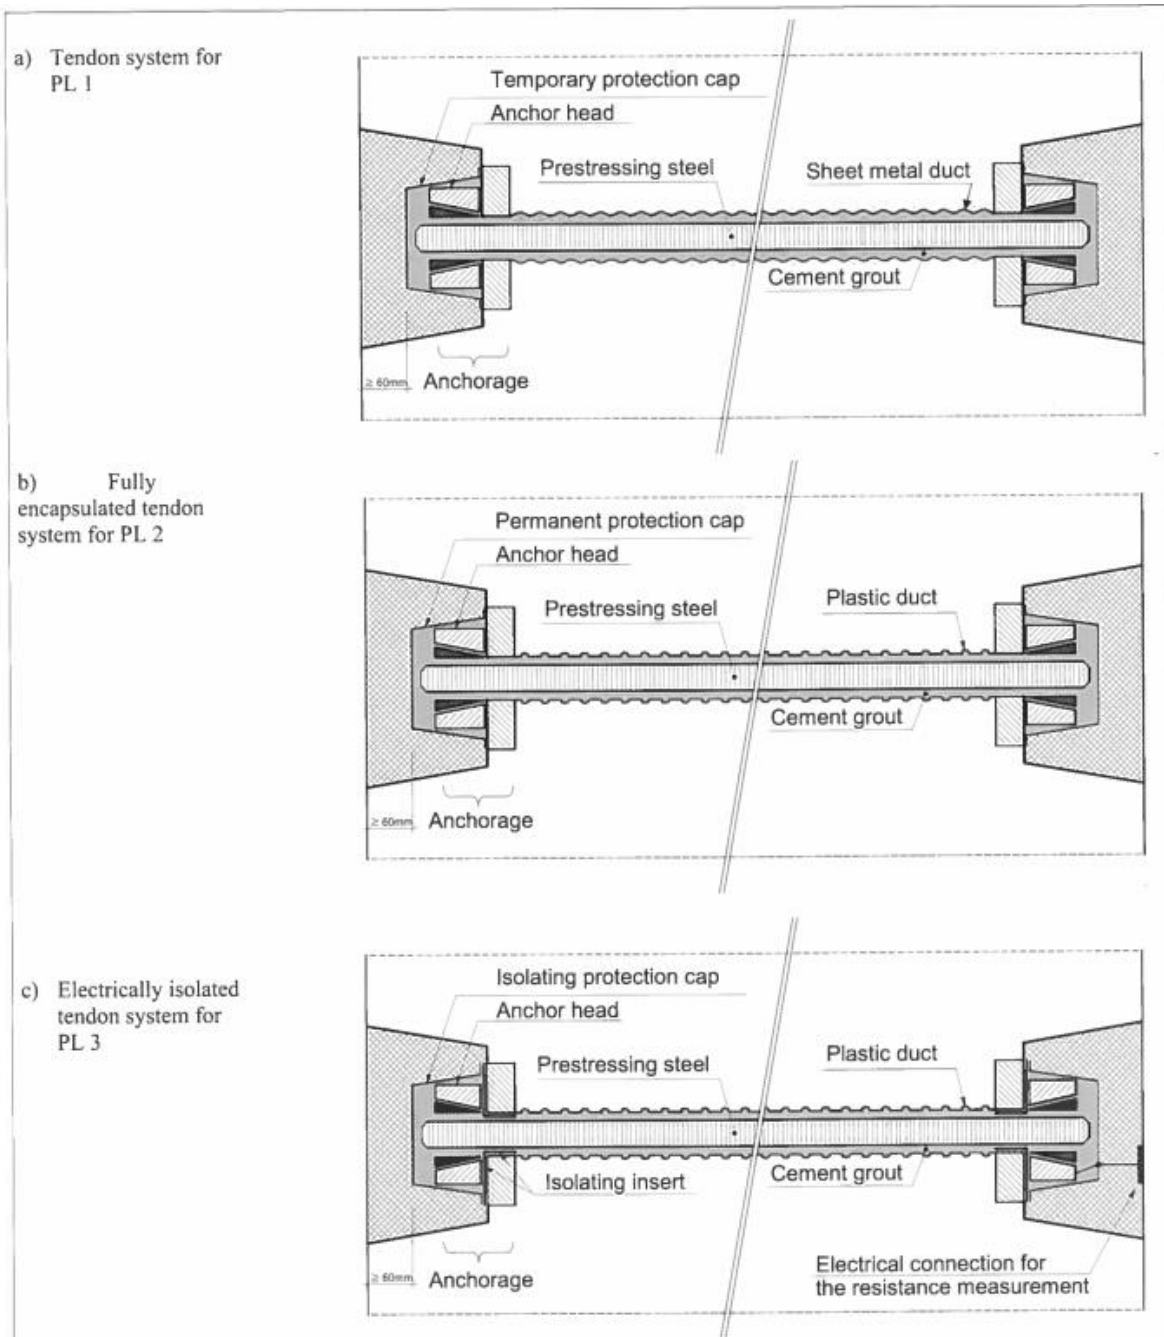 a) Tendon system for
PL 1
Temporary protection cap
Anchor head
Prestressing steel
Sheet metal duct
Cement grout
≥ 60mm
Anchorage
b) Fully
encapsulated tendon
system for PL 2
Permanent protection cap
Anchor head
Prestressing steel
Plastic duct
Cement grout
≥ 60mm
Anchorage
c) Electrically isolated
tendon system for
PL 3
Isolating protection cap
Anchor head
Prestressing steel
Plastic duct
Isolating insert
Cement grout
≥ 60mm
Anchorage
Electrical connection for
the resistance measurement